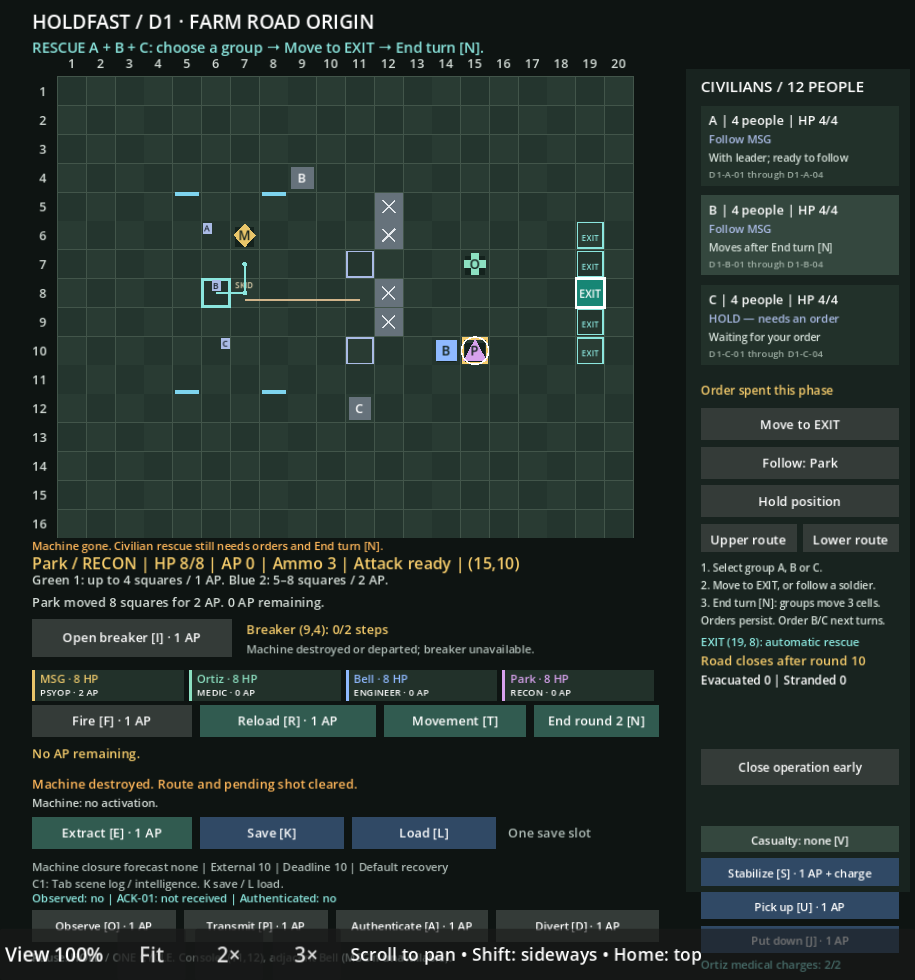 HOLDFAST / D1 · FARM ROAD ORIGIN
RESCUE A + B + C: choose a group → Move to EXIT → End turn [N].
1 2 3 4 5 6 7 8 9 10 11 12 13 14 15 16 17 18 19 20
1
2
3
4 B
5
6 A M EXIT
7 O EXIT
8 B EXIT
9 EXIT
10 C B P EXIT
11
12 C
13
14
15
16
Machine gone. Civilian rescue still needs orders and End turn [N].
Park / RECON | HP 8/8 | AP 0 | Ammo 3 | Attack ready | (15,10)
Green 1: up to 4 squares / 1 AP. Blue 2: 5–8 squares / 2 AP.
Park moved 8 squares for 2 AP. 0 AP remaining.
Open breaker [I] · 1 AP
Breaker (9,4): 0/2 steps
Machine destroyed or departed; breaker unavailable.
MSG · 8 HP
PSYOP · 2 AP
Ortiz · 8 HP
MEDIC · 0 AP
Bell · 8 HP
ENGINEER · 0 AP
Park · 8 HP
RECON · 0 AP
Fire [F] · 1 AP
Reload [R] · 1 AP
Movement [T]
End round 2 [N]
No AP remaining.
Machine destroyed. Route and pending shot cleared.
Machine: no activation.
Extract [E] · 1 AP
Save [K]
Load [L]
One save slot
Machine closure forecast none | External 10 | Deadline 10 | Default recovery
C1: Tab scene log / intelligence. K save / L load.
Observed: no | ACK-01: not received | Authenticated: no
Observe [O] · 1 AP
Transmit [P] · 1 AP
Authenticate [A] · 1 AP
Divert [D] · 1 AP
View 100% Fit 2× 3× Scroll to pan • Shift: sideways • Home: top
CIVILIANS / 12 PEOPLE
A | 4 people | HP 4/4
Follow MSG
With leader; ready to follow
D1-A-01 through D1-A-04
B | 4 people | HP 4/4
Follow MSG
Moves after End turn [N]
D1-B-01 through D1-B-04
C | 4 people | HP 4/4
HOLD — needs an order
Waiting for your order
D1-C-01 through D1-C-04
Order spent this phase
Move to EXIT
Follow: Park
Hold position
Upper route
Lower route
1. Select group A, B or C.
2. Move to EXIT, or follow a soldier.
3. End turn [N]: groups move 3 cells.
Orders persist. Order B/C next turns.
EXIT (19, 8): automatic rescue
Road closes after round 10
Evacuated 0 | Stranded 0
Close operation early
Casualty: none [V]
Stabilize [S] · 1 AP + charge
Pick up [U] · 1 AP
Put down [J] · 1 AP
Ortiz medical charges: 2/2